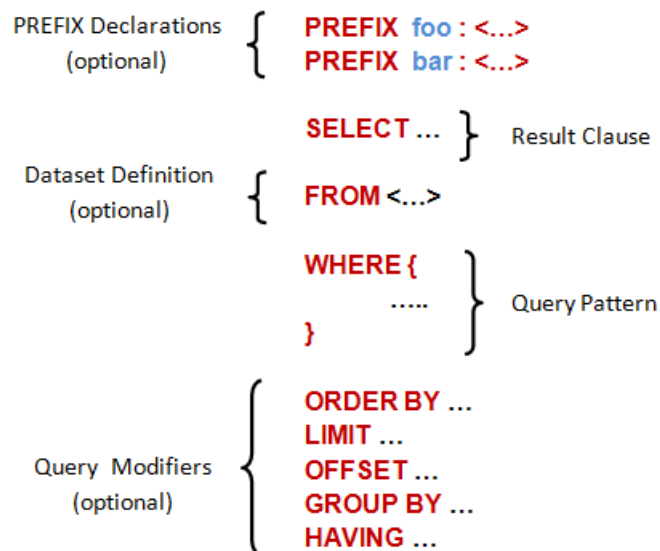 PREFIX Declarations
(optional)
PREFIX foo : <...>
PREFIX bar : <...>
SELECT ...
Result Clause
Dataset Definition
(optional)
FROM <...>
WHERE {
.....
}
Query Pattern
Query Modifiers
(optional)
ORDER BY ...
LIMIT ...
OFFSET ...
GROUP BY ...
HAVING ...